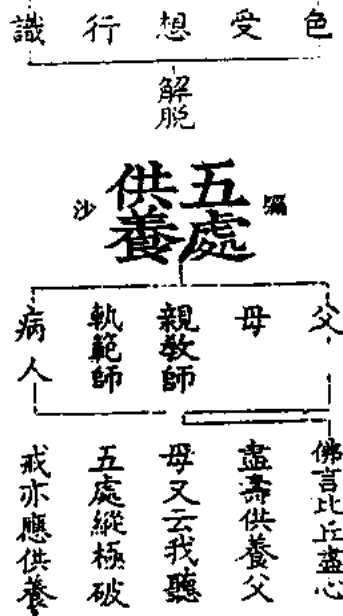 色受想行識
解脫
彌沙
五處
供養
父
母
親教師
軌範師
病人
佛言比丘盡心
盡壽供養父
母又云我聽
五處縱極破
戒亦應供養